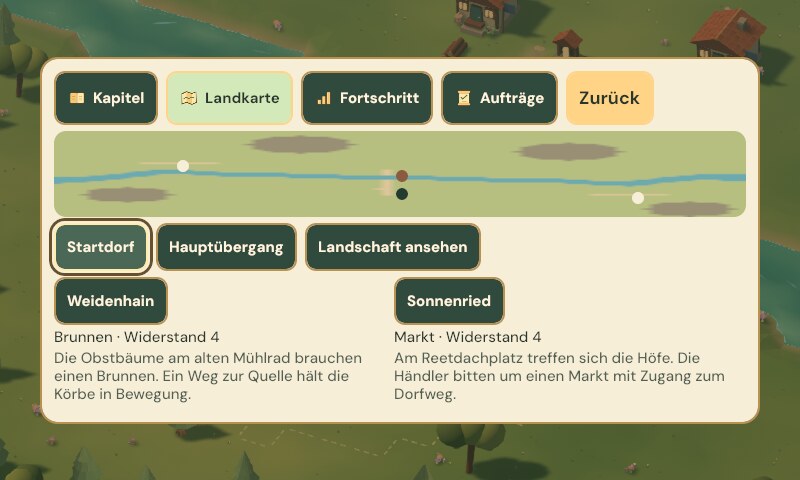 Kapitel
Landkarte
Fortschritt
Aufträge
Zurück
Startdorf
Hauptübergang
Landschaft ansehen
Weidenhain
Brunnen · Widerstand 4
Die Obstbäume am alten Mühlrad brauchen
einen Brunnen. Ein Weg zur Quelle hält die
Körbe in Bewegung.
Sonnenried
Markt · Widerstand 4
Am Reetdachplatz treffen sich die Höfe. Die
Händler bitten um einen Markt mit Zugang zum
Dorfweg.